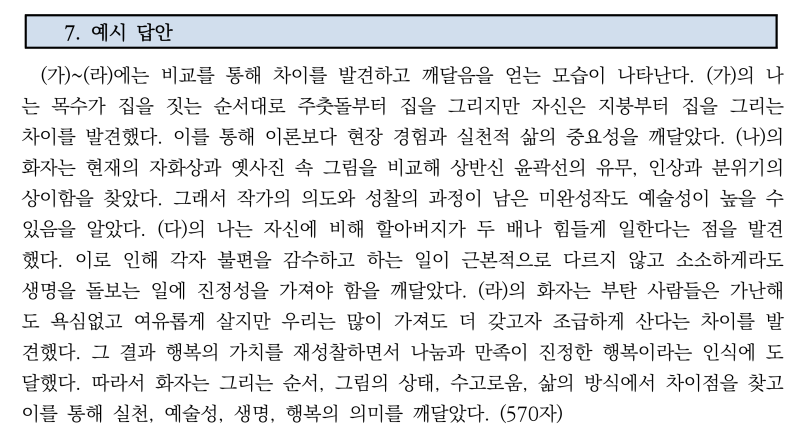 7. 예시 답안
(가)~(라)에는 비교를 통해 차이를 발견하고 깨달음을 얻는 모습이 나타난다. (가)의 나
는 목수가 집을 짓는 순서대로 주춧돌부터 집을 그리지만 자신은 지붕부터 집을 그리는
차이를 발견했다. 이를 통해 이론보다 현장 경험과 실천적 삶의 중요성을 깨달았다. (나)의
화자는 현재의 자화상과 옛사진 속 그림을 비교해 상반신 윤곽선의 유무, 인상과 분위기의
상이함을 찾았다. 그래서 작가의 의도와 성찰의 과정이 남은 미완성작도 예술성이 높을 수
있음을 알았다. (다)의 나는 자신에 비해 할아버지가 두 배나 힘들게 일한다는 점을 발견
했다. 이로 인해 각자 불편을 감수하고 하는 일이 근본적으로 다르지 않고 소소하게라도
생명을 돌보는 일에 진정성을 가져야 함을 깨달았다. (라)의 화자는 부탄 사람들은 가난해
도 욕심없고 여유롭게 살지만 우리는 많이 가져도 더 갖고자 조급하게 산다는 차이를 발
견했다. 그 결과 행복의 가치를 재성찰하면서 나눔과 만족이 진정한 행복이라는 인식에 도
달했다. 따라서 화자는 그리는 순서, 그림의 상태, 수고로움, 삶의 방식에서 차이점을 찾고
이를 통해 실천, 예술성, 생명, 행복의 의미를 깨달았다. (570자)